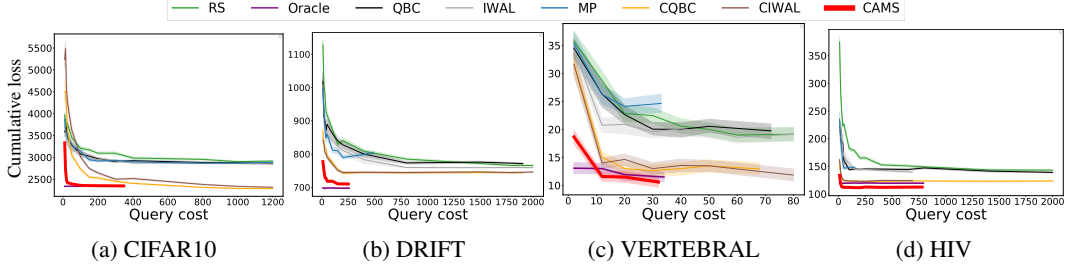 RS Oracle QBC IWAL MP CQBC CIWAL CAMS
Cumulative loss
5500
5000
4500
4000
3500
3000
2500
0 200 400 600 800 1000 1200
Query cost
(a) CIFAR10
1100
1000
900
800
700
0 250 500 750 1000 1250 1500 1750 2000
Query cost
(b) DRIFT
35
30
25
20
15
10
0 10 20 30 40 50 60 70 80
Query cost
(c) VERTEBRAL
350
300
250
200
150
100
0 250 500 750 1000 1250 1500 1750 2000
Query cost
(d) HIV